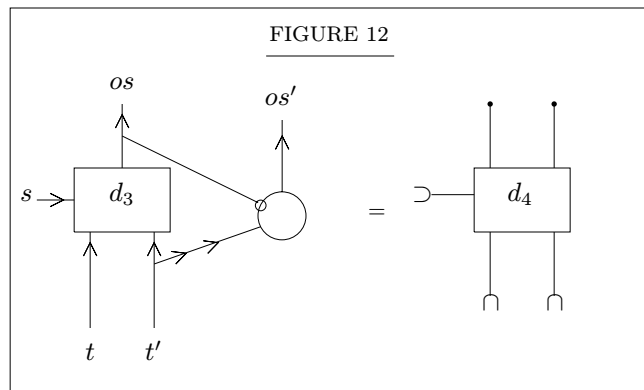 FIGURE 12
os
os′
s
d₃
=
d₄
t
t′